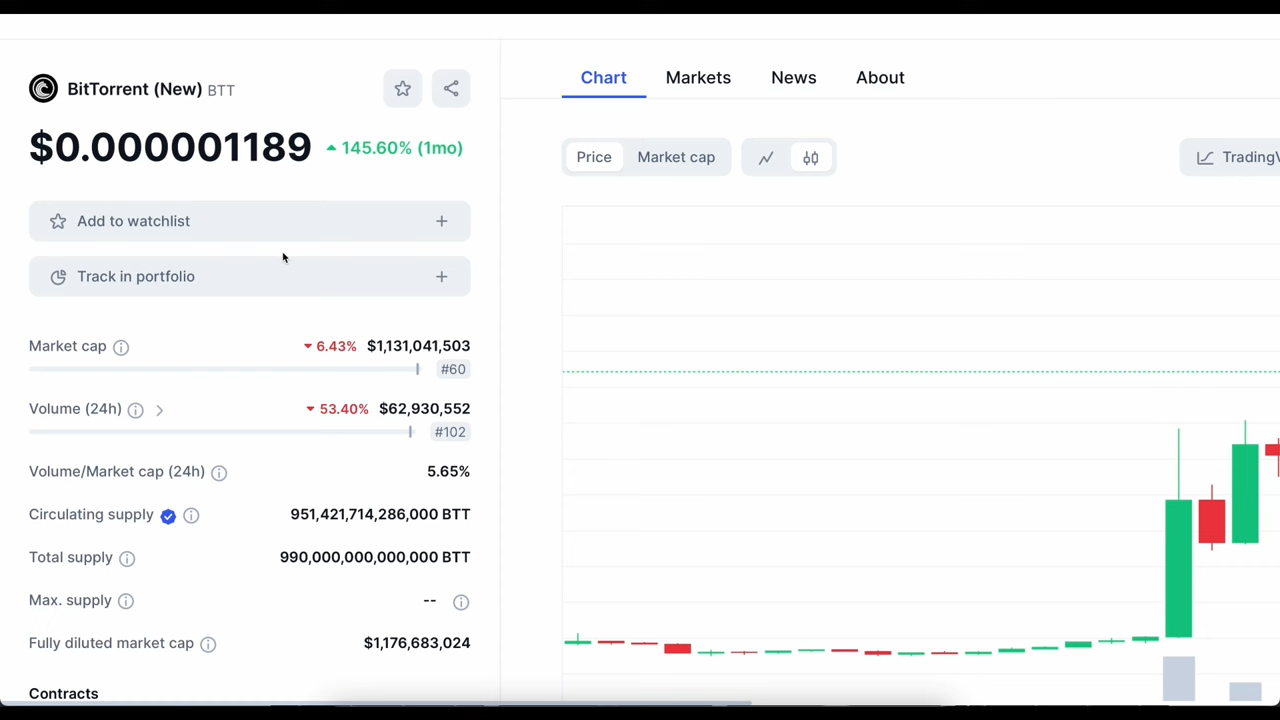 BitTorrent (New) BTT
$0.000001189 145.60% (1mo)
Add to watchlist +
Track in portfolio +
Market cap 6.43% $1,131,041,503
#60
Volume (24h) 53.40% $62,930,552
#102
Volume/Market cap (24h) 5.65%
Circulating supply 951,421,714,286,000 BTT
Total supply 990,000,000,000,000 BTT
Max. supply --
Fully diluted market cap $1,176,683,024
Contracts
Chart Markets News About
Price Market cap TradingV